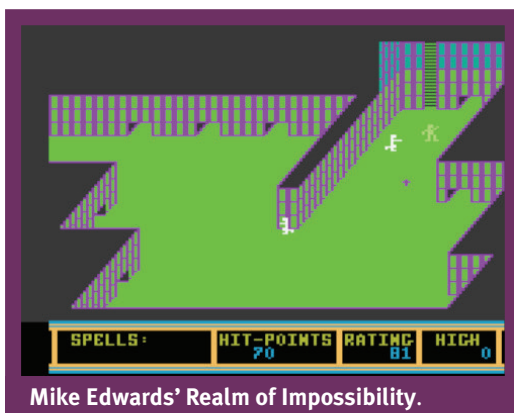 SPELLS: HIT-POINTS RATING HIGH
70 81 0
Mike Edwards' Realm of Impossibility.